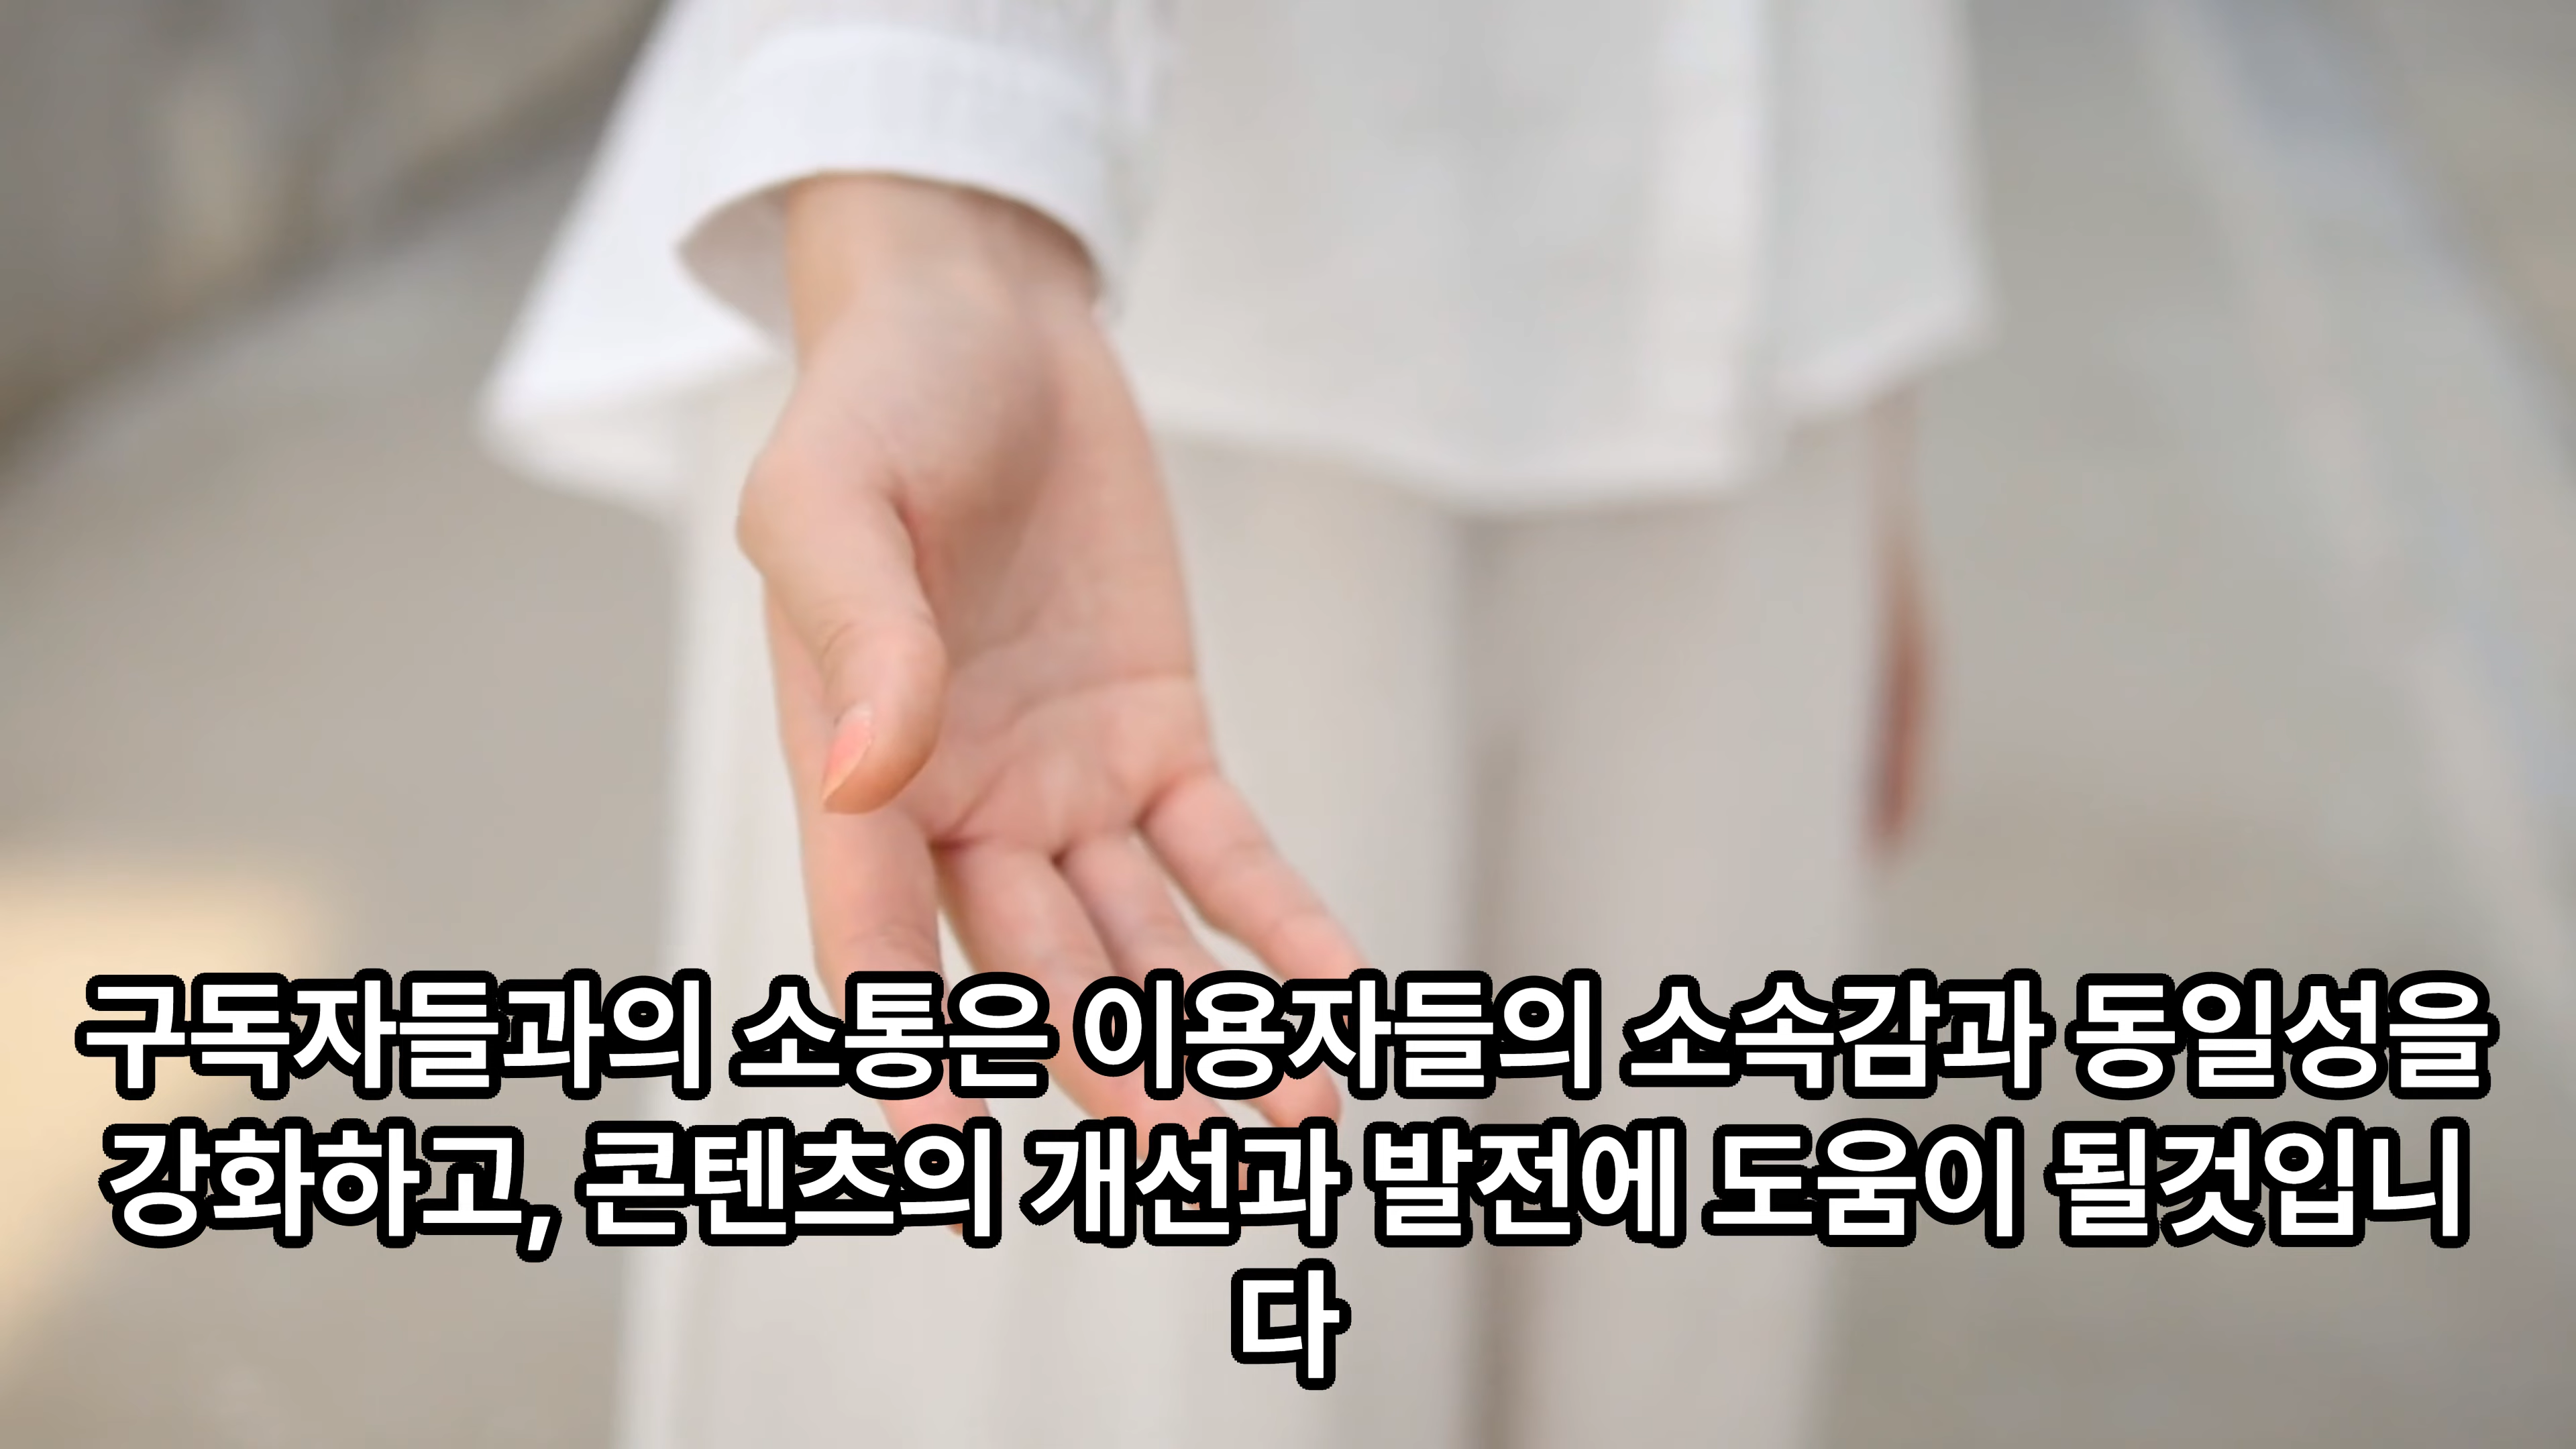 구독자들과의 소통은 이용자들의 소속감과 동일성을
강화하고, 콘텐츠의 개선과 발전에 도움이 될것입니
다